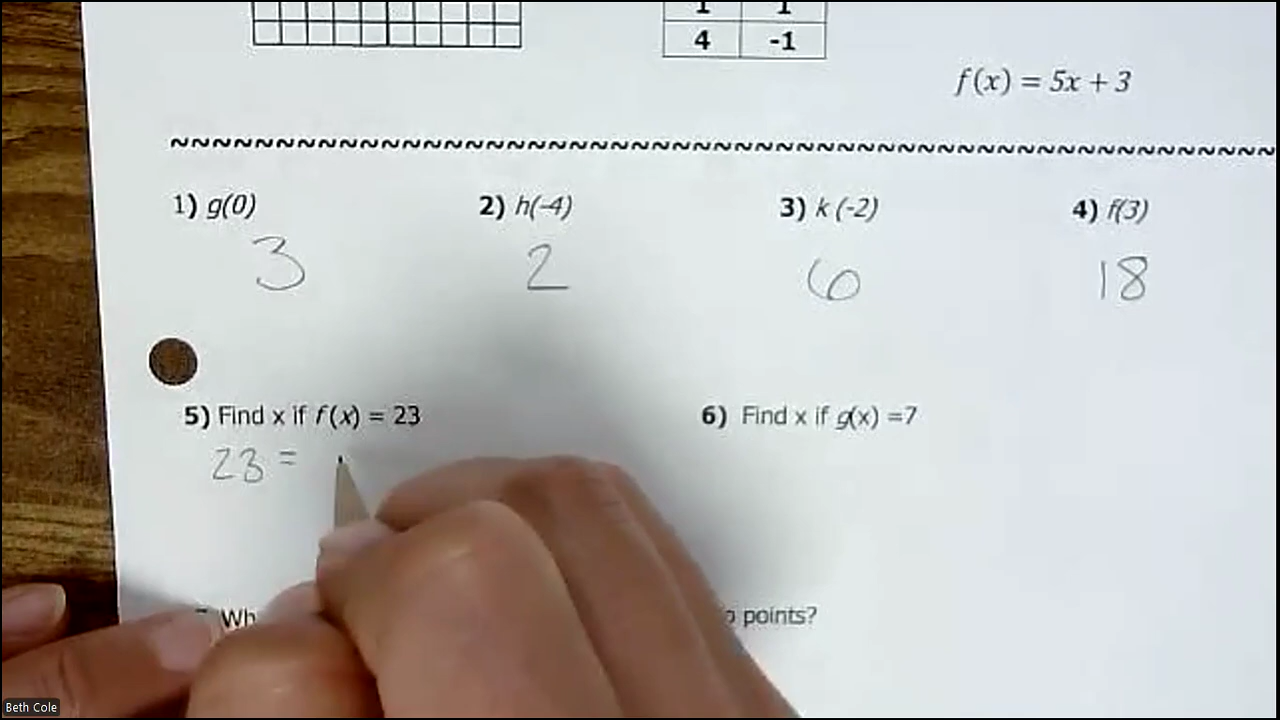 1 1
4 -1
f(x) = 5x + 3
~~~~~~~~~~~~~~~~~~~~~~~~~~~~~~~~~~~~~~~~~~~~~~~~~~~~~
1) g(0) 2) h(-4) 3) k (-2) 4) f(3)
3 2 6 18
5) Find x if f(x) = 23 6) Find x if g(x) =7
23 =
points?
Beth Cole